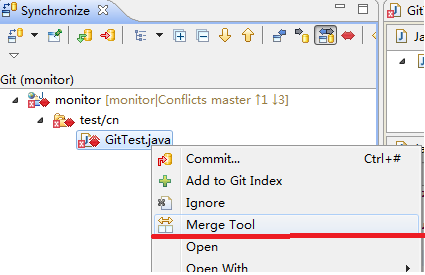 Synchronize
GitTes
Git (monitor)
Ja
monitor [monitor|Conflicts master ↑1 ↓3]
test/cn
GitTest.java
Commit... Ctrl+#
Add to Git Index
Ignore
Merge Tool
Open
Open With